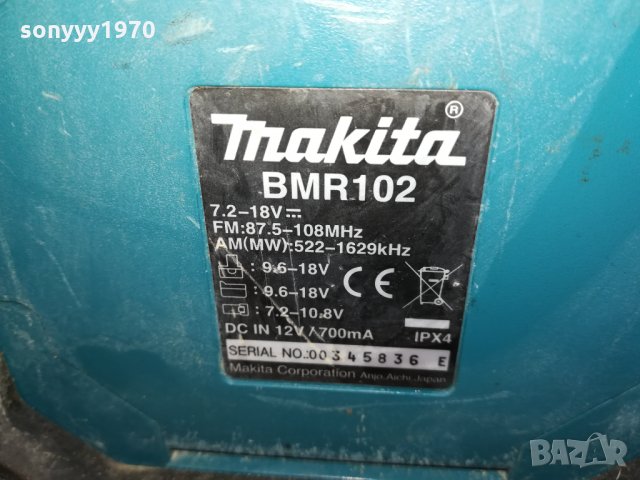 sonyyy1970
makita®
BMR102
7.2-18V
FM:87.5-108MHz
AM(MW):522-1629kHz
: 9.6-18V
: 9.6-18V
: 7.2-10.8V
CE
DC IN 12V/700mA IPX4
SERIAL NO.:00345836 E
Makita Corporation Anjo, Aichi, Japan
BAZAR